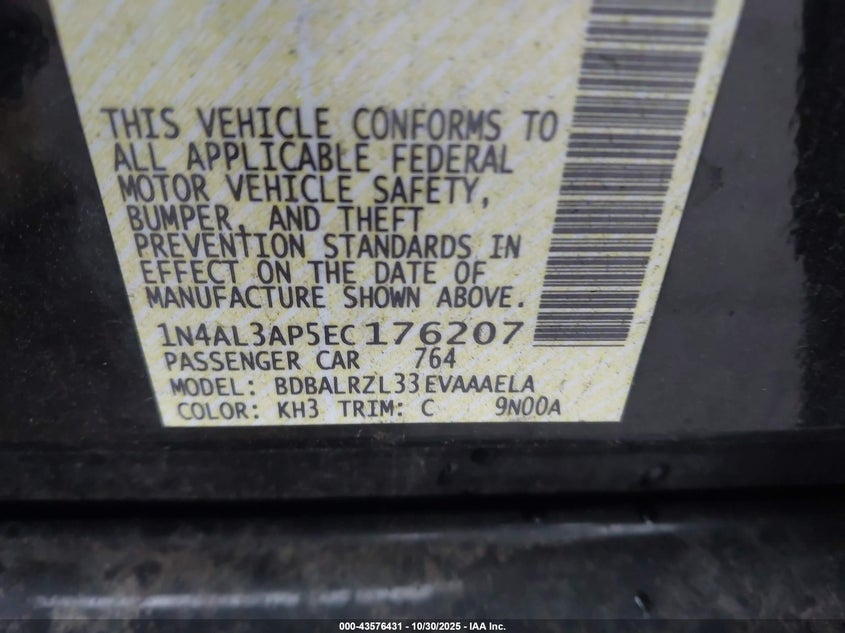 THIS VEHICLE CONFORMS TO
ALL APPLICABLE FEDERAL
MOTOR VEHICLE SAFETY,
BUMPER, AND THEFT
PREVENTION STANDARDS IN
EFFECT ON THE DATE OF
MANUFACTURE SHOWN ABOVE.
1N4AL3AP5EC176207
PASSENGER CAR 764
MODEL: BDBALRZL33EVAAAELA
COLOR: KH3 TRIM: C 9N00A
000-43576431 - 10/30/2025 - IAA Inc.